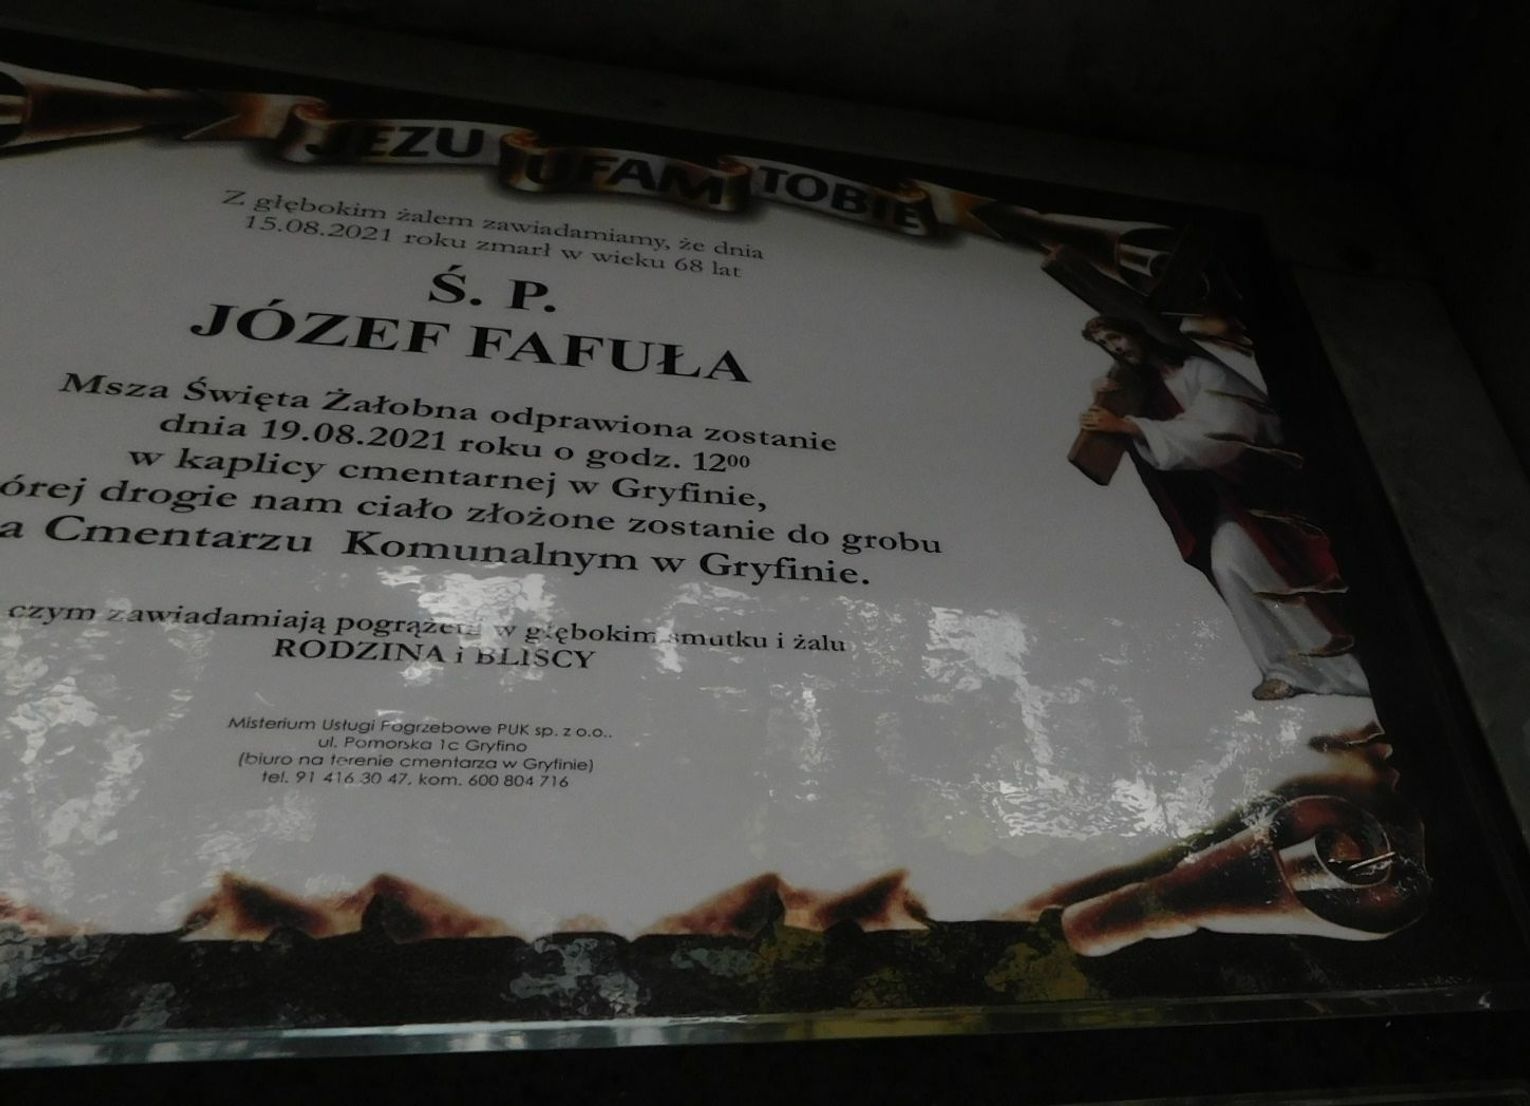 JEZU UFAM TOBIE
Z głębokim żalem zawiadamiamy, że dnia
15.08.2021 roku zmarł w wieku 68 lat
Ś. P.
JÓZEF FAFUŁA
Msza Święta Żałobna odprawiona zostanie
dnia 19.08.2021 roku o godz. 12⁰⁰
w kaplicy cmentarnej w Gryfinie,
órej drogie nam ciało złożone zostanie do grobu
a Cmentarzu Komunalnym w Gryfinie.
czym zawiadamiają pogrążeni w głębokim smutku i żalu
RODZINA i BLISCY
Misterium Usługi Pogrzebowe PUK sp. z o.o..
ul. Pomorska 1c Gryfino
(biuro na terenie cmentarza w Gryfinie)
tel. 91 416 30 47, kom. 600 804 716